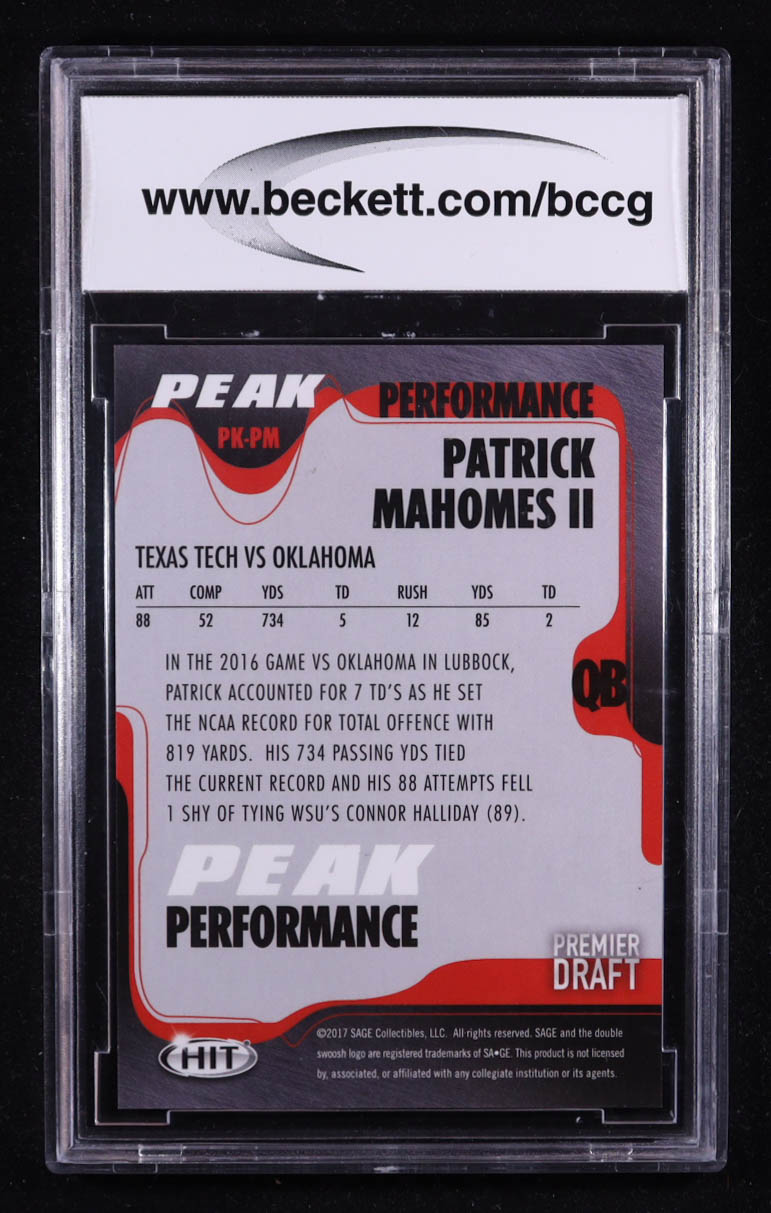 www.beckett.com/bccg
PEAK PERFORMANCE
PK-PM
PATRICK
MAHOMES II
TEXAS TECH VS OKLAHOMA
ATT COMP YDS TD RUSH YDS TD
88 52 734 5 12 85 2
IN THE 2016 GAME VS OKLAHOMA IN LUBBOCK,
PATRICK ACCOUNTED FOR 7 TD'S AS HE SET
THE NCAA RECORD FOR TOTAL OFFENCE WITH
819 YARDS. HIS 734 PASSING YDS TIED
THE CURRENT RECORD AND HIS 88 ATTEMPTS FELL
1 SHY OF TYING WSU'S CONNOR HALLIDAY (89).
QB
PEAK
PERFORMANCE
PREMIER
DRAFT
HIT
©2017 SAGE Collectibles, LLC. All rights reserved. SAGE and the double
swoosh logo are registered trademarks of SA•GE. This product is not licensed
by, associated, or affiliated with any collegiate institution or its agents.